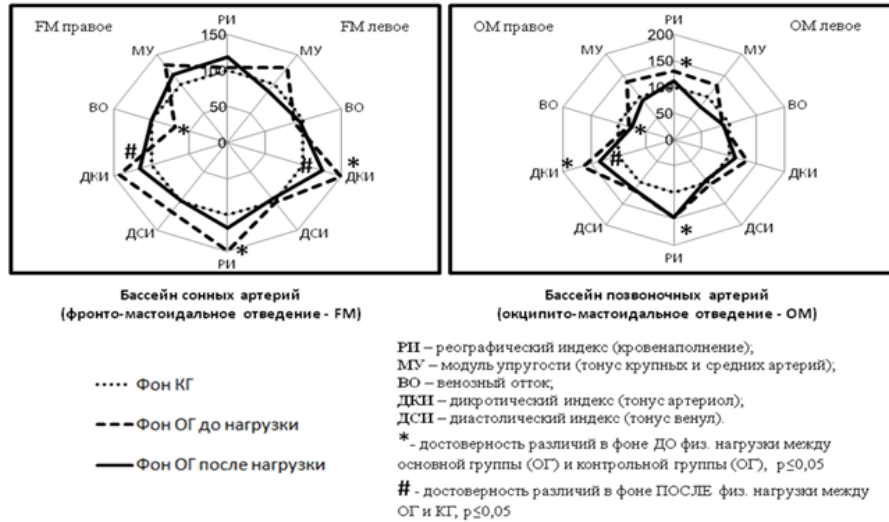 FM правое
РИ
FM левое
150
МУ
МУ
100
ВО
ВО
50
*
0
#
#
*
ДКИ
ДКИ
ДСИ
ДСИ
*
РИ
ОМ правое
РИ
ОМ левое
200
МУ
МУ
150
*
100
ВО
ВО
50
*
0
#
*
ДКИ
ДКИ
ДСИ
ДСИ
*
РИ
Бассейн сонных артерий
(фронто-мастоидальное отведение - FM)
Бассейн позвоночных артерий
(окципито-мастоидальное отведение - ОМ)
Фон КГ
Фон ОГ до нагрузки
Фон ОГ после нагрузки
РИ – реографический индекс (кровенаполнение);
МУ – модуль упругости (тонус крупных и средних артерий);
ВО – венозный отток;
ДКИ – дикротический индекс (тонус артериол);
ДСИ – диастолический индекс (тонус венул).
* - достоверность различий в фоне ДО физ. нагрузки между
основной группы (ОГ) и контрольной группы (ОГ), p≤0,05
# - достоверность различий в фоне ПОСЛЕ физ. нагрузки между
ОГ и КГ, p≤0,05